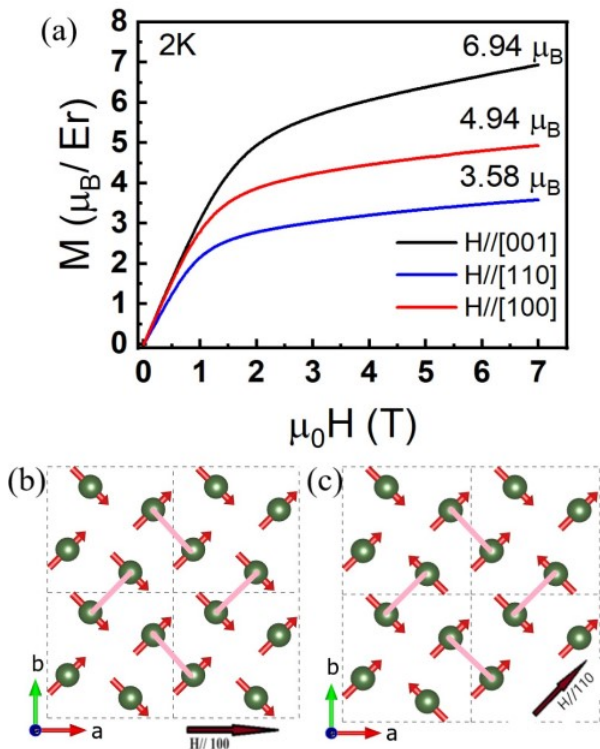 (a)
2K
6.94 μB
4.94 μB
3.58 μB
H//[001]
H//[110]
H//[100]
M (μB/ Er)
8
7
6
5
4
3
2
1
0
0 1 2 3 4 5 6 7
μ0H (T)
(b)
(c)
b
a
H// 100
b
a
H//110